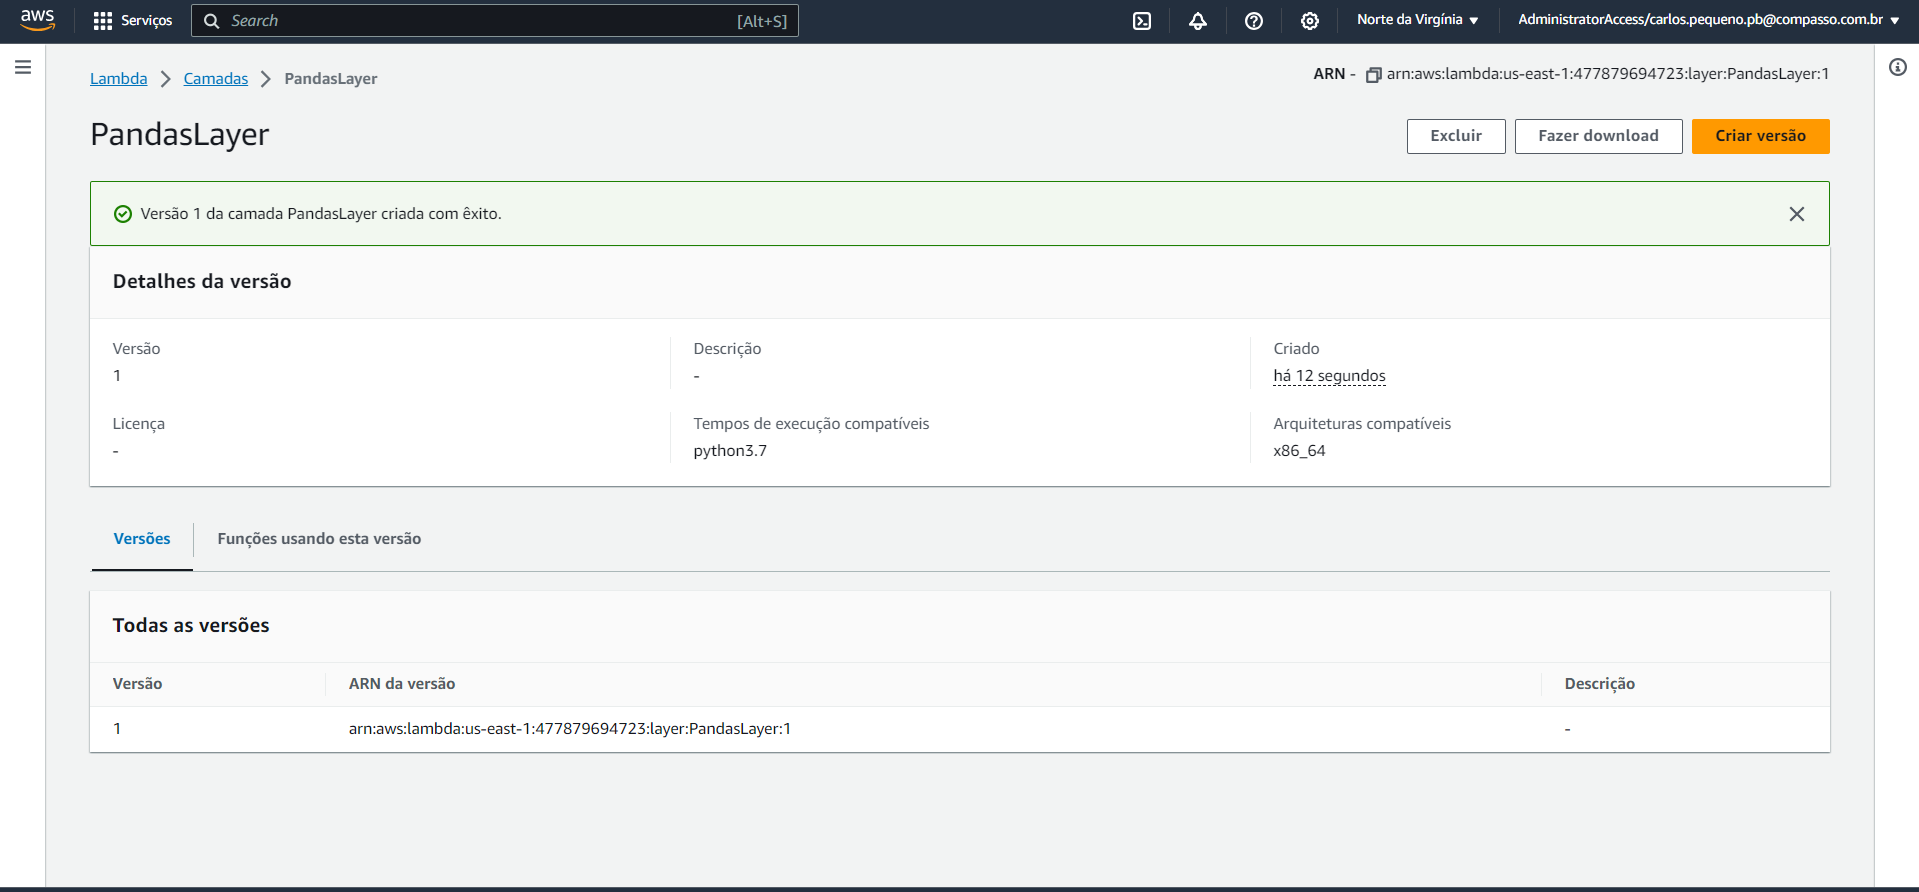 aws Serviços Search [Alt+S] Norte da Virgínia ▼ AdministratorAccess/carlos.pequeno.pb@compasso.com.br ▼
Lambda > Camadas > PandasLayer
ARN - arn:aws:lambda:us-east-1:477879694723:layer:PandasLayer:1
PandasLayer
Excluir Fazer download Criar versão
Versão 1 da camada PandasLayer criada com êxito.
Detalhes da versão
Versão Descrição Criado
1 - há 12 segundos
Licença Tempos de execução compatíveis Arquiteturas compatíveis
- python3.7 x86_64
Versões Funções usando esta versão
Todas as versões
Versão ARN da versão Descrição
1 arn:aws:lambda:us-east-1:477879694723:layer:PandasLayer:1 -